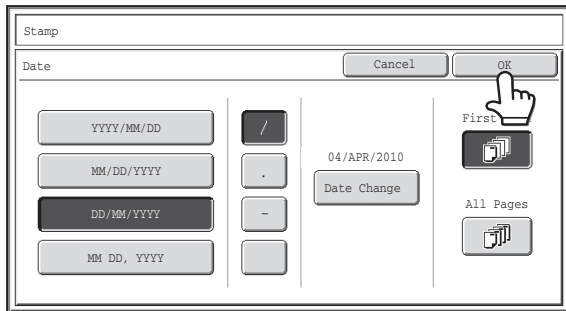 Stamp
Date
Cancel
OK
YYYY/MM/DD
MM/DD/YYYY
DD/MM/YYYY
MM DD, YYYY
/
.
-
04/APR/2010
Date Change
First
All Pages